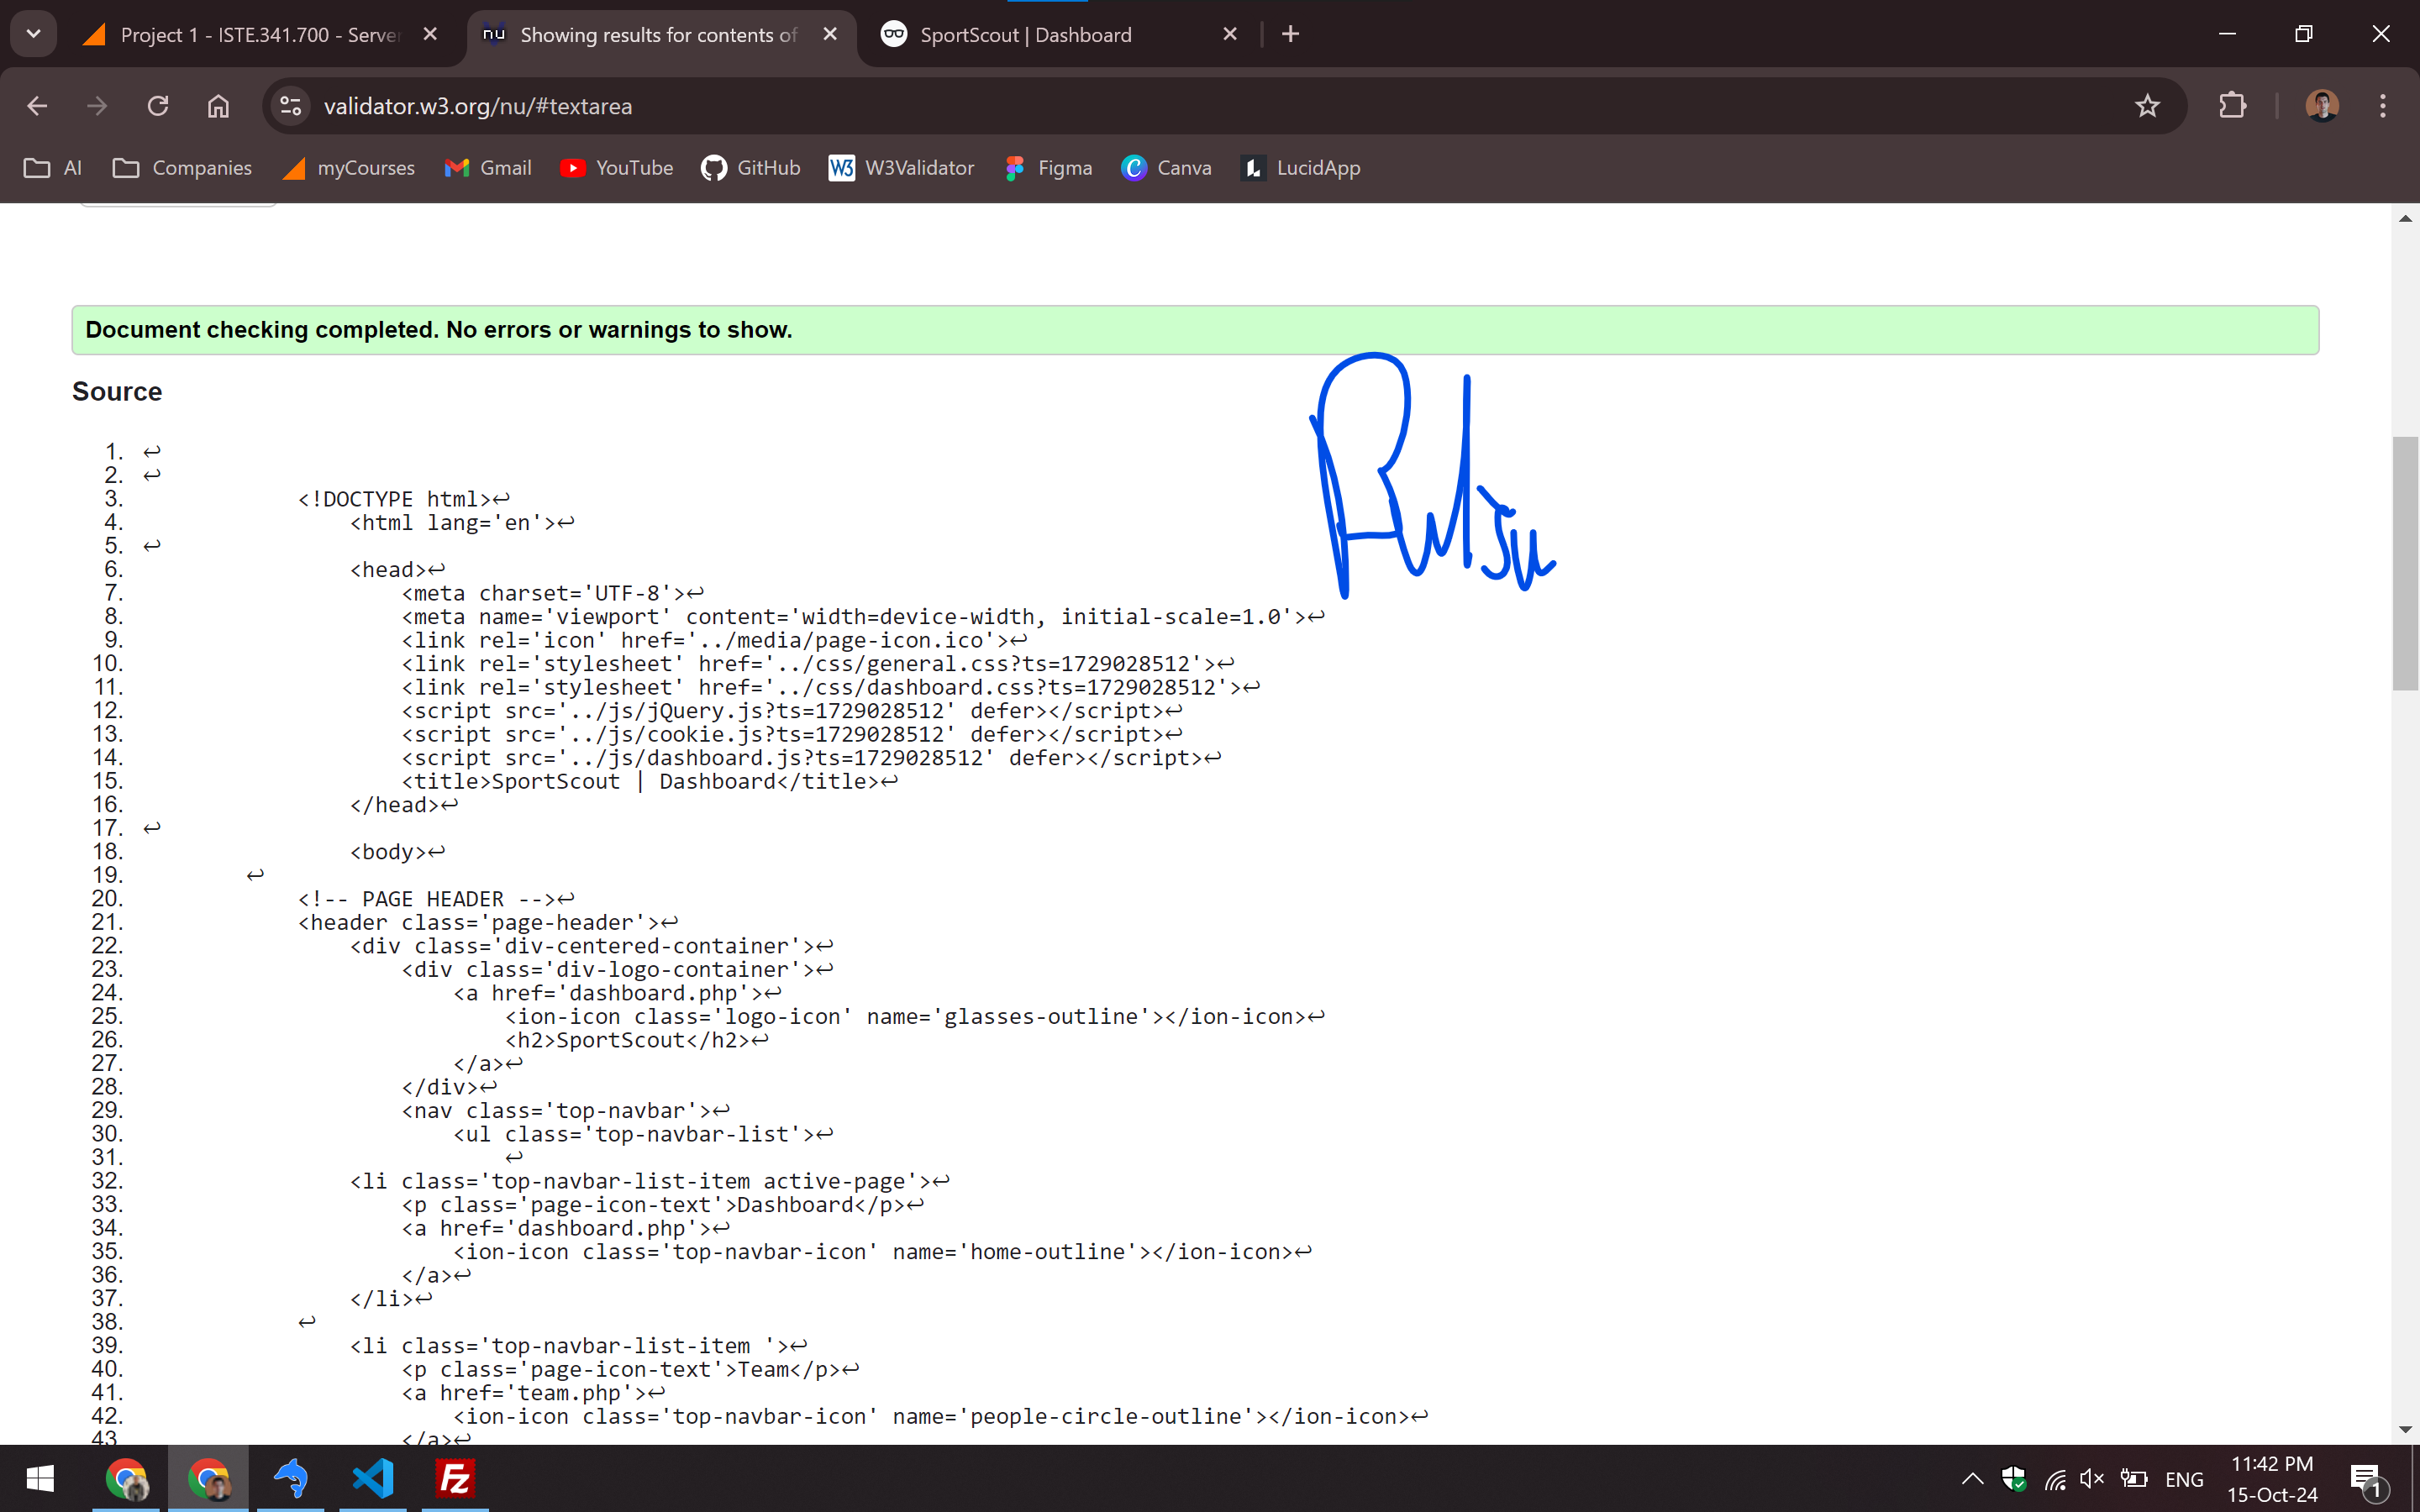 Project 1 - ISTE.341.700 - Server
Showing results for contents of
SportScout | Dashboard
validator.w3.org/nu/#textarea
AI Companies myCourses Gmail YouTube GitHub W3Validator Figma Canva LucidApp
Document checking completed. No errors or warnings to show.
Source
1. ↩
2. ↩
3. <!DOCTYPE html>↩
4. <html lang='en'>↩
5. ↩
6. <head>↩
7. <meta charset='UTF-8'>↩
8. <meta name='viewport' content='width=device-width, initial-scale=1.0'>↩
9. <link rel='icon' href='../media/page-icon.ico'>↩
10. <link rel='stylesheet' href='../css/general.css?ts=1729028512'>↩
11. <link rel='stylesheet' href='../css/dashboard.css?ts=1729028512'>↩
12. <script src='../js/jQuery.js?ts=1729028512' defer></script>↩
13. <script src='../js/cookie.js?ts=1729028512' defer></script>↩
14. <script src='../js/dashboard.js?ts=1729028512' defer></script>↩
15. <title>SportScout | Dashboard</title>↩
16. </head>↩
17. ↩
18. <body>↩
19. ↩
20. <!-- PAGE HEADER -->↩
21. <header class='page-header'>↩
22. <div class='div-centered-container'>↩
23. <div class='div-logo-container'>↩
24. <a href='dashboard.php'>↩
25. <ion-icon class='logo-icon' name='glasses-outline'></ion-icon>↩
26. <h2>SportScout</h2>↩
27. </a>↩
28. </div>↩
29. <nav class='top-navbar'>↩
30. <ul class='top-navbar-list'>↩
31. ↩
32. <li class='top-navbar-list-item active-page'>↩
33. <p class='page-icon-text'>Dashboard</p>↩
34. <a href='dashboard.php'>↩
35. <ion-icon class='top-navbar-icon' name='home-outline'></ion-icon>↩
36. </a>↩
37. </li>↩
38. ↩
39. <li class='top-navbar-list-item '>↩
40. <p class='page-icon-text'>Team</p>↩
41. <a href='team.php'>↩
42. <ion-icon class='top-navbar-icon' name='people-circle-outline'></ion-icon>↩
43. </a>↩
ENG
11:42 PM
15-Oct-24
1